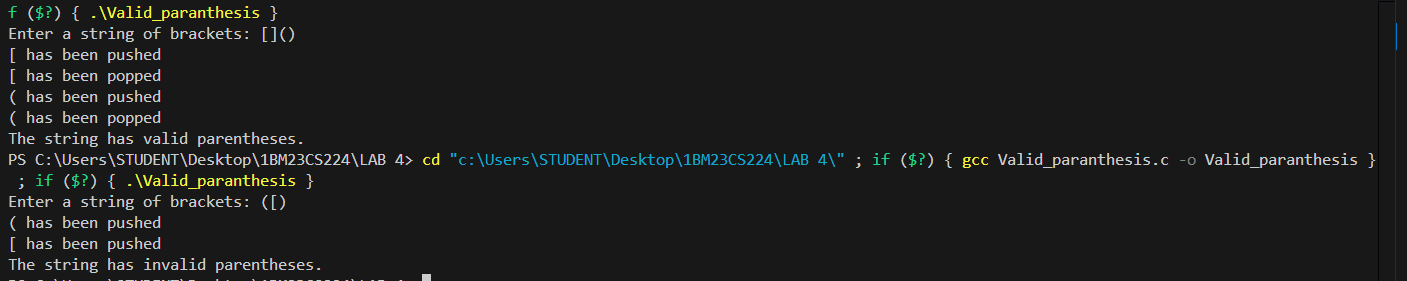 f ($?) { .\Valid_paranthesis }
Enter a string of brackets: []()
[ has been pushed
[ has been popped
( has been pushed
( has been popped
The string has valid parentheses.
PS C:\Users\STUDENT\Desktop\1BM23CS224\LAB 4> cd "c:\Users\STUDENT\Desktop\1BM23CS224\LAB 4\" ; if ($?) { gcc Valid_paranthesis.c -o Valid_paranthesis }
 ; if ($?) { .\Valid_paranthesis }
Enter a string of brackets: ([)
( has been pushed
[ has been pushed
The string has invalid parentheses.